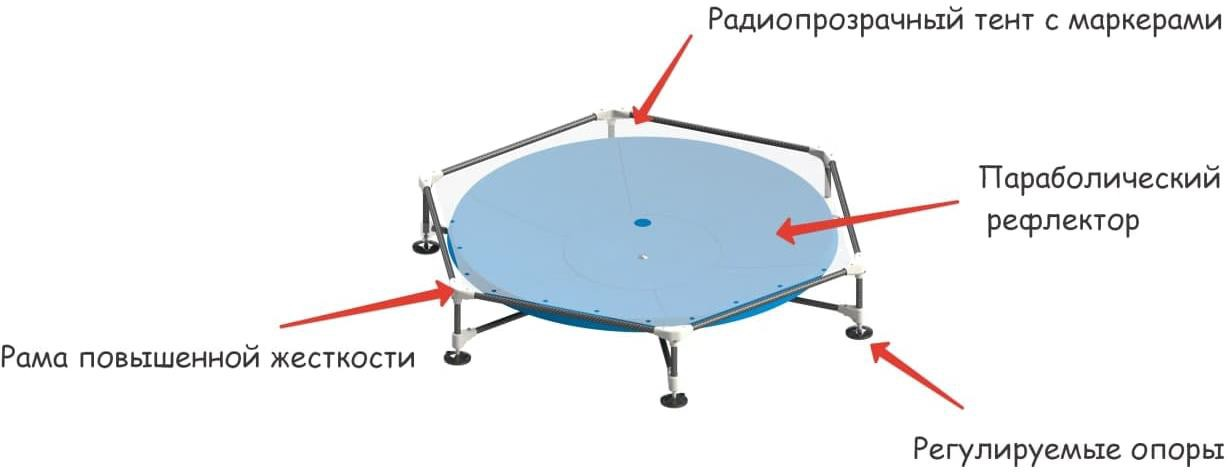 Радиопрозрачный тент с маркерами
Параболический
рефлектор
Рама повышенной жесткости
Регулируемые опоры